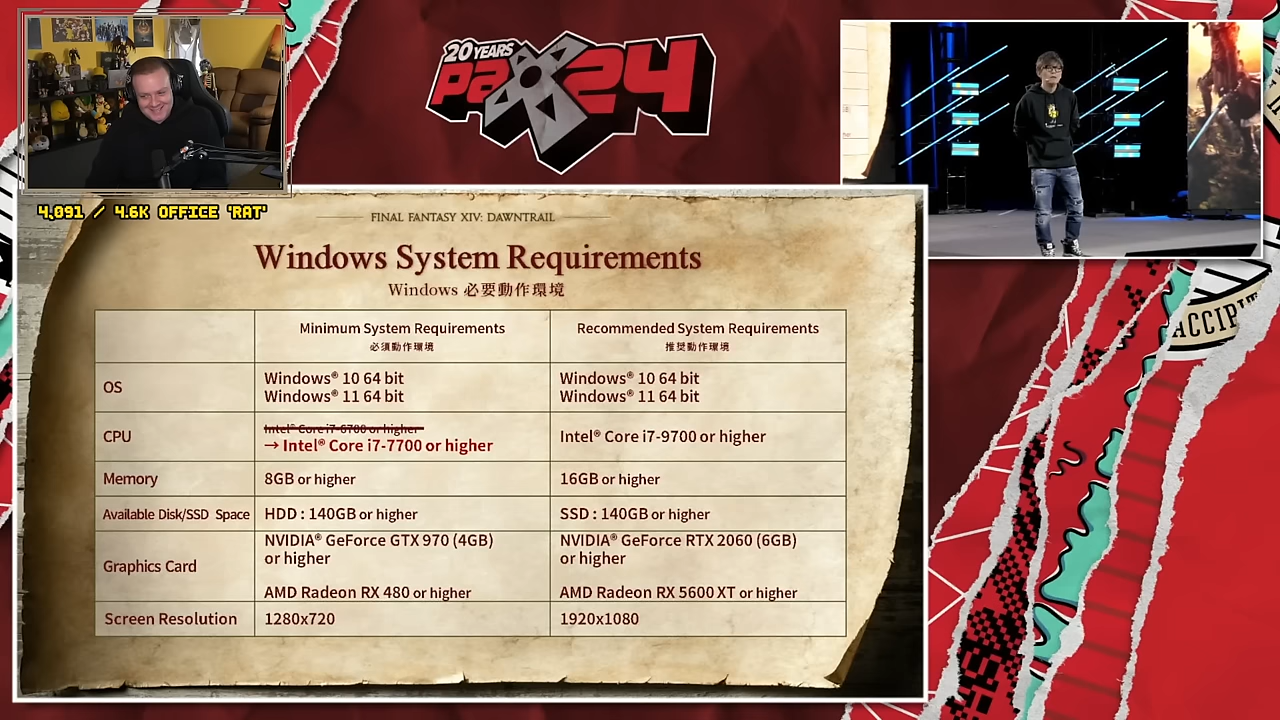 20 YEARS
PAX24
4,091 / 4.6K OFFICE 'RAT'
FINAL FANTASY XIV: DAWNTRAIL
Windows System Requirements
Windows 必要動作環境
Minimum System Requirements
必須動作環境
Recommended System Requirements
推奨動作環境
OS
Windows® 10 64 bit
Windows® 11 64 bit
Windows® 10 64 bit
Windows® 11 64 bit
CPU
Intel® Core i7-6700 or higher
→ Intel® Core i7-7700 or higher
Intel® Core i7-9700 or higher
Memory
8GB or higher
16GB or higher
Available Disk/SSD Space
HDD : 140GB or higher
SSD : 140GB or higher
Graphics Card
NVIDIA® GeForce GTX 970 (4GB)
or higher
AMD Radeon RX 480 or higher
NVIDIA® GeForce RTX 2060 (6GB)
or higher
AMD Radeon RX 5600 XT or higher
Screen Resolution
1280x720
1920x1080
ACCIP